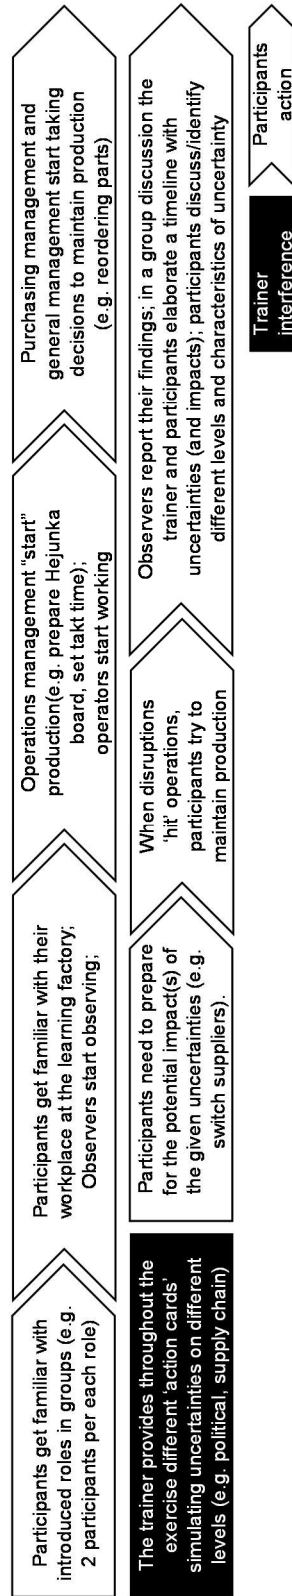 Participants get familiar with
introduced roles in groups (e.g.
2 participants per each role)
Participants get familiar with their
workplace at the learning factory;
Observers start observing;
Operations management “start”
production(e.g. prepare Hejunka
board, set takt time);
operators start working
Purchasing management and
general management start taking
decisions to maintain production
(e.g. reordering parts)
The trainer provides throughout the
exercise different ‘action cards’
simulating uncertainties on different
levels (e.g. political, supply chain)
Participants need to prepare
for the potential impact(s) of
the given uncertainties (e.g.
switch suppliers).
When disruptions
‘hit’ operations,
participants try to
maintain production
Observers report their findings; in a group discussion the
trainer and participants elaborate a timeline with
uncertainties (and impacts); participants discuss/identify
different levels and characteristics of uncertainty
Trainer
interference
Participants
action